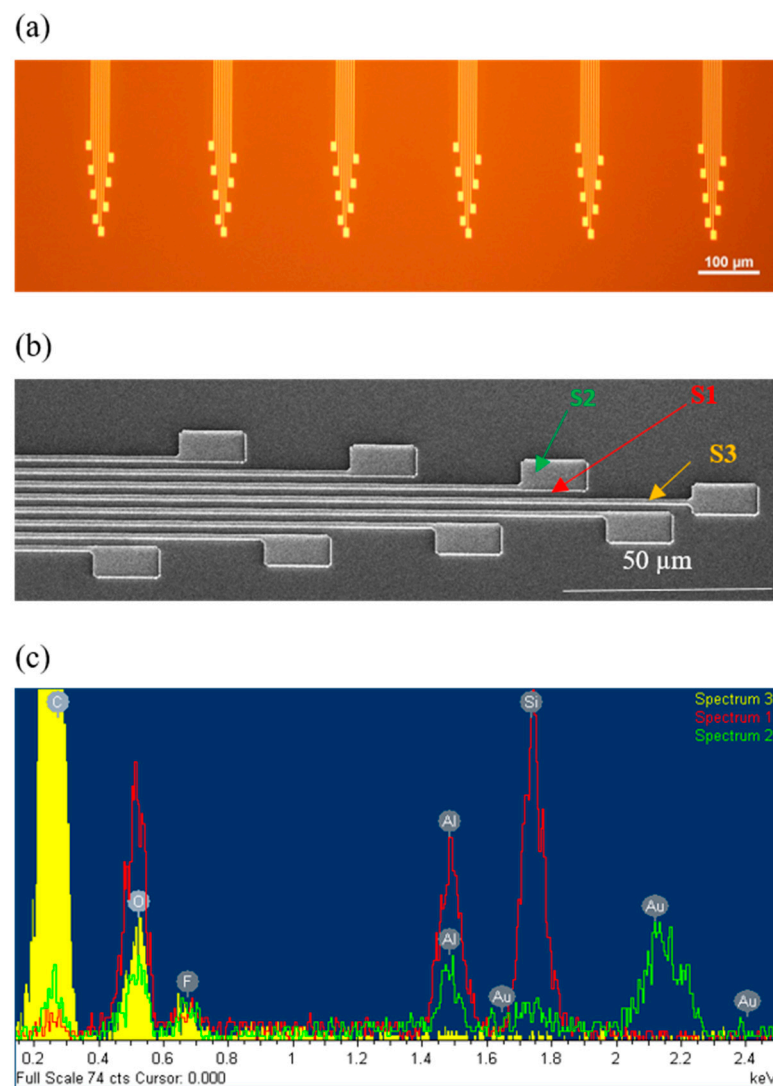 (a)
100 µm
(b)
S2
S1
S3
50 µm
(c)
C
Si
Spectrum 3
Spectrum 1
Spectrum 2
Al
O
Au
Al
F
Au
Au
0.2 0.4 0.6 0.8 1 1.2 1.4 1.6 1.8 2 2.2 2.4
Full Scale 74 cts Cursor: 0.000
keV